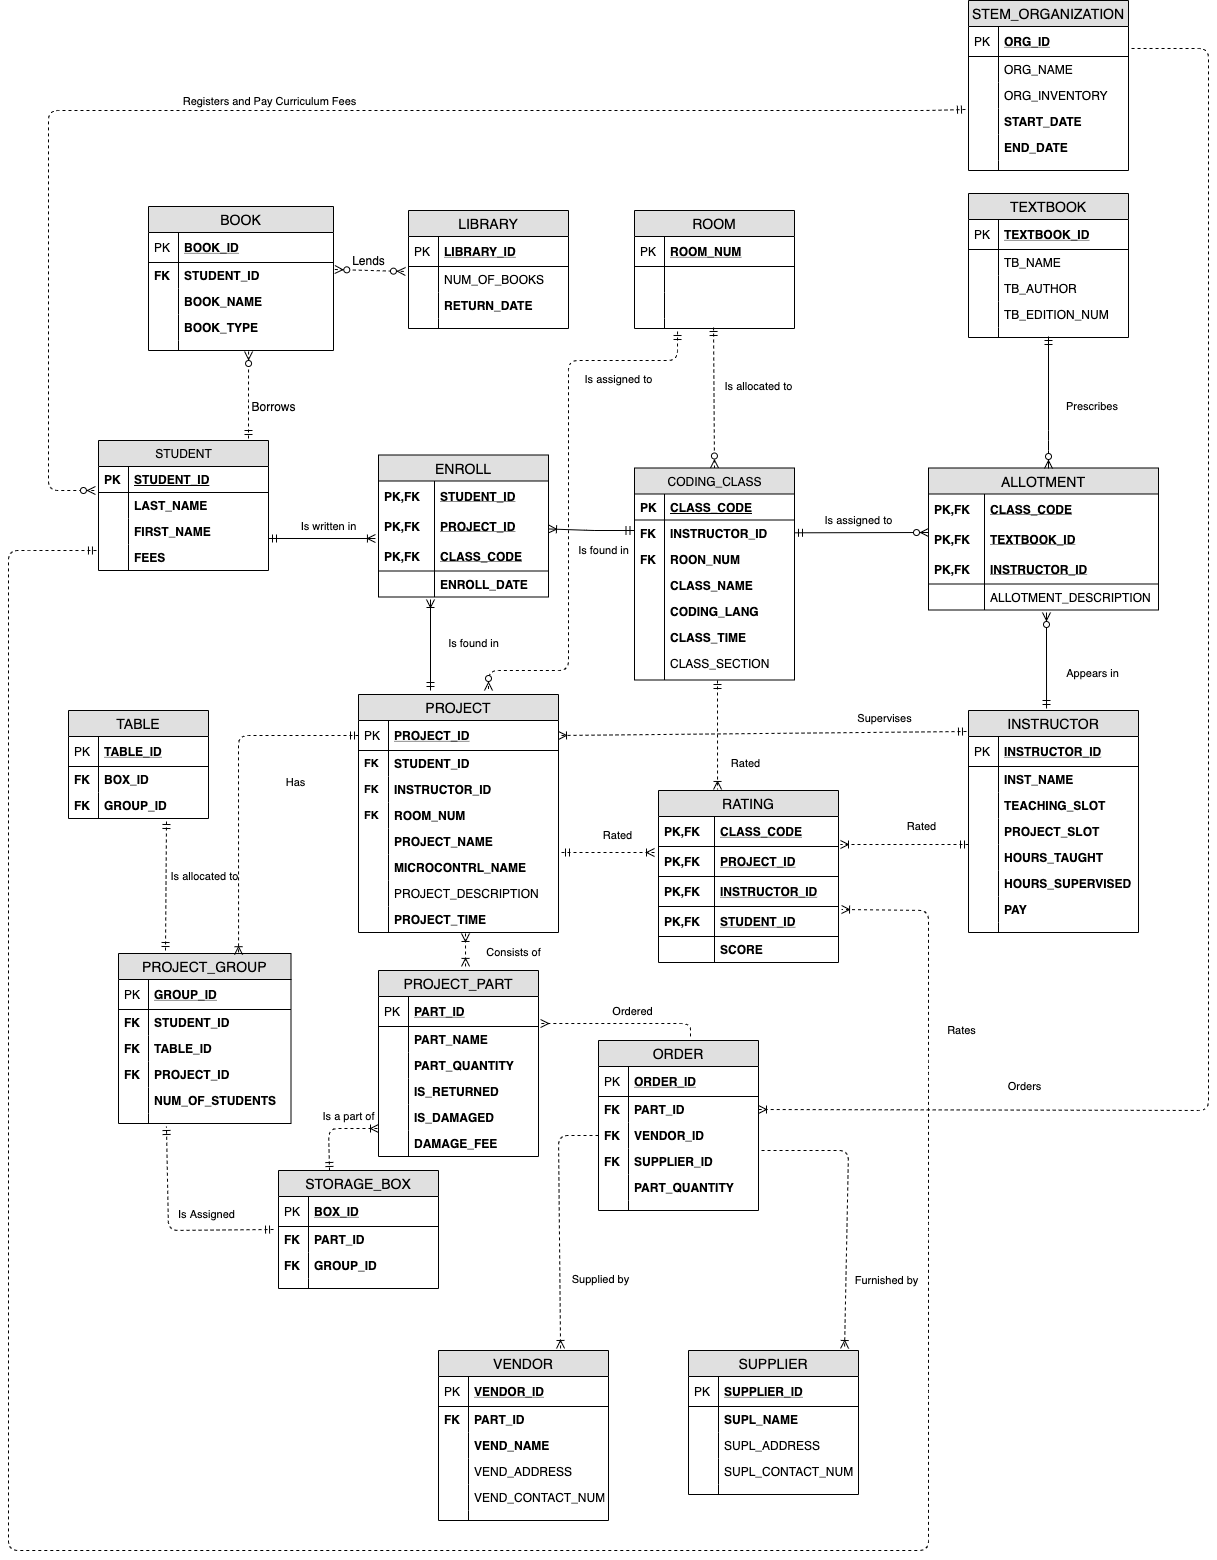 STEM_ORGANIZATION
PK ORG_ID
ORG_NAME
ORG_INVENTORY
START_DATE
END_DATE
Registers and Pay Curriculum Fees
BOOK
PK BOOK_ID
FK STUDENT_ID
BOOK_NAME
BOOK_TYPE
Lends
LIBRARY
PK LIBRARY_ID
NUM_OF_BOOKS
RETURN_DATE
ROOM
PK ROOM_NUM
TEXTBOOK
PK TEXTBOOK_ID
TB_NAME
TB_AUTHOR
TB_EDITION_NUM
Is assigned to
Is allocated to
Prescribes
Borrows
STUDENT
PK STUDENT_ID
LAST_NAME
FIRST_NAME
FEES
Is written in
ENROLL
PK,FK STUDENT_ID
PK,FK PROJECT_ID
PK,FK CLASS_CODE
ENROLL_DATE
Is found in
CODING_CLASS
PK CLASS_CODE
FK INSTRUCTOR_ID
FK ROON_NUM
CLASS_NAME
CODING_LANG
CLASS_TIME
CLASS_SECTION
Is assigned to
ALLOTMENT
PK,FK CLASS_CODE
PK,FK TEXTBOOK_ID
PK,FK INSTRUCTOR_ID
ALLOTMENT_DESCRIPTION
Is found in
Appears in
TABLE
PK TABLE_ID
FK BOX_ID
FK GROUP_ID
Has
PROJECT
PK PROJECT_ID
FK STUDENT_ID
FK INSTRUCTOR_ID
FK ROOM_NUM
PROJECT_NAME
MICROCONTRL_NAME
PROJECT_DESCRIPTION
PROJECT_TIME
Supervises
INSTRUCTOR
PK INSTRUCTOR_ID
INST_NAME
TEACHING_SLOT
PROJECT_SLOT
HOURS_TAUGHT
HOURS_SUPERVISED
PAY
Rated
Rated
Rated
RATING
PK,FK CLASS_CODE
PK,FK PROJECT_ID
PK,FK INSTRUCTOR_ID
PK,FK STUDENT_ID
SCORE
Is allocated to
Consists of
PROJECT_GROUP
PK GROUP_ID
FK STUDENT_ID
FK TABLE_ID
FK PROJECT_ID
NUM_OF_STUDENTS
PROJECT_PART
PK PART_ID
PART_NAME
PART_QUANTITY
IS_RETURNED
IS_DAMAGED
DAMAGE_FEE
Ordered
ORDER
PK ORDER_ID
FK PART_ID
FK VENDOR_ID
FK SUPPLIER_ID
PART_QUANTITY
Rates
Orders
Is a part of
STORAGE_BOX
PK BOX_ID
FK PART_ID
FK GROUP_ID
Is Assigned
Supplied by
Furnished by
VENDOR
PK VENDOR_ID
FK PART_ID
VEND_NAME
VEND_ADDRESS
VEND_CONTACT_NUM
SUPPLIER
PK SUPPLIER_ID
SUPL_NAME
SUPL_ADDRESS
SUPL_CONTACT_NUM